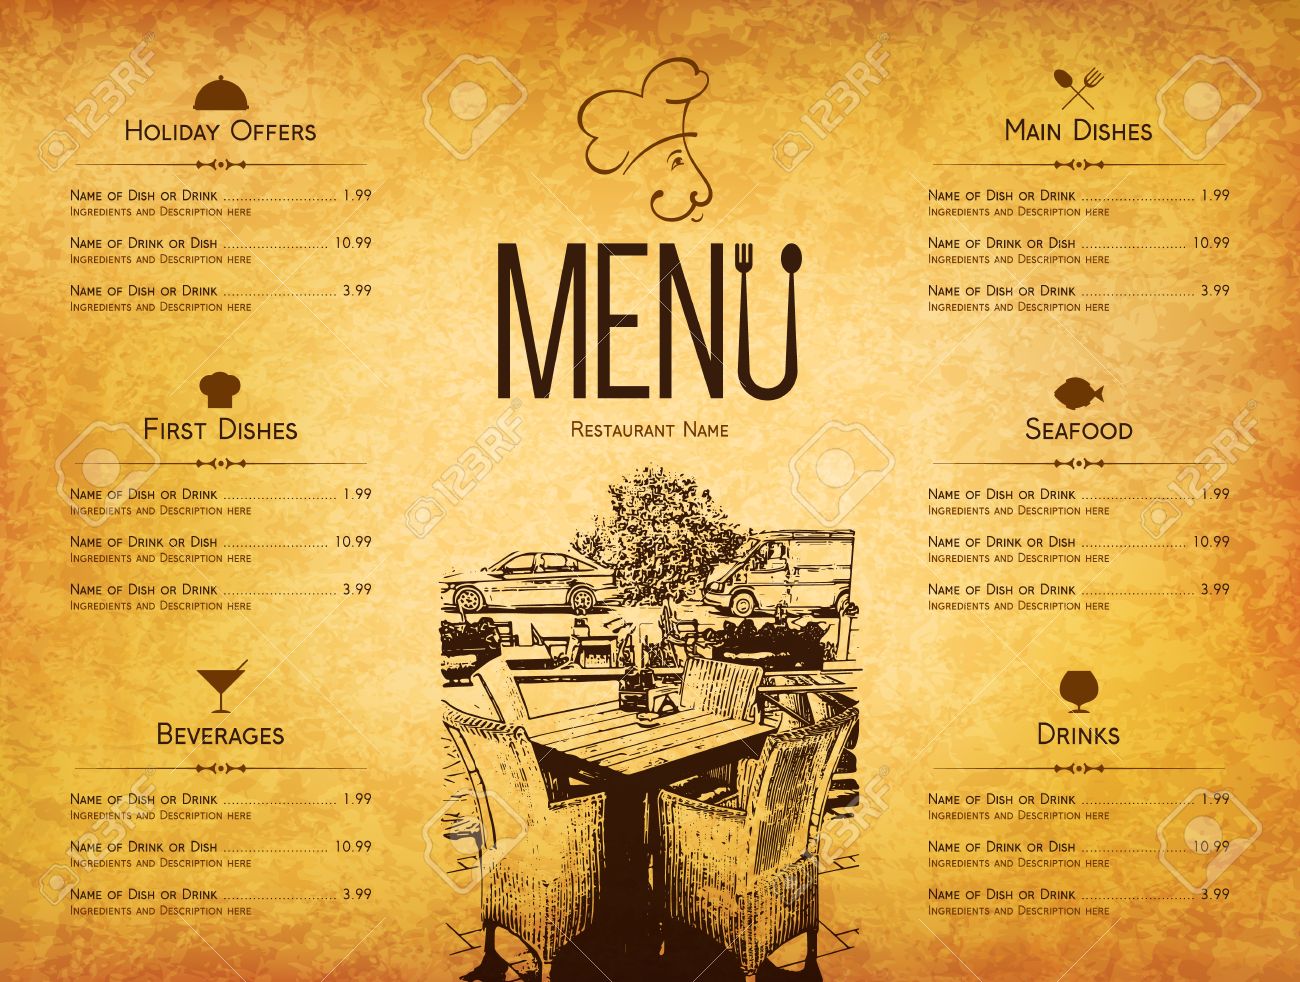 Holiday Offers
Name of Dish or Drink ........................... 1.99
Ingredients and Description here
Name of Drink or Dish ......................... 10.99
Ingredients and Description here
Name of Dish or Drink ........................... 3.99
Ingredients and Description here
First Dishes
Name of Dish or Drink ........................... 1.99
Ingredients and Description here
Name of Drink or Dish ......................... 10.99
Ingredients and Description here
Name of Dish or Drink ........................... 3.99
Ingredients and Description here
Beverages
Name of Dish or Drink ........................... 1.99
Ingredients and Description here
Name of Drink or Dish ......................... 10.99
Ingredients and Description here
Name of Dish or Drink ........................... 3.99
Ingredients and Description here
MENU
Restaurant Name
Main Dishes
Name of Dish or Drink ........................... 1.99
Ingredients and Description here
Name of Drink or Dish ......................... 10.99
Ingredients and Description here
Name of Dish or Drink ........................... 3.99
Ingredients and Description here
Seafood
Name of Dish or Drink ........................... 1.99
Ingredients and Description here
Name of Drink or Dish ......................... 10.99
Ingredients and Description here
Name of Dish or Drink ........................... 3.99
Ingredients and Description here
Drinks
Name of Dish or Drink ........................... 1.99
Ingredients and Description here
Name of Drink or Dish ......................... 10.99
Ingredients and Description here
Name of Dish or Drink ........................... 3.99
Ingredients and Description here
123RF
123RF
123RF
123RF
123RF
123RF
123RF
123RF
123RF
123RF
123RF
123RF